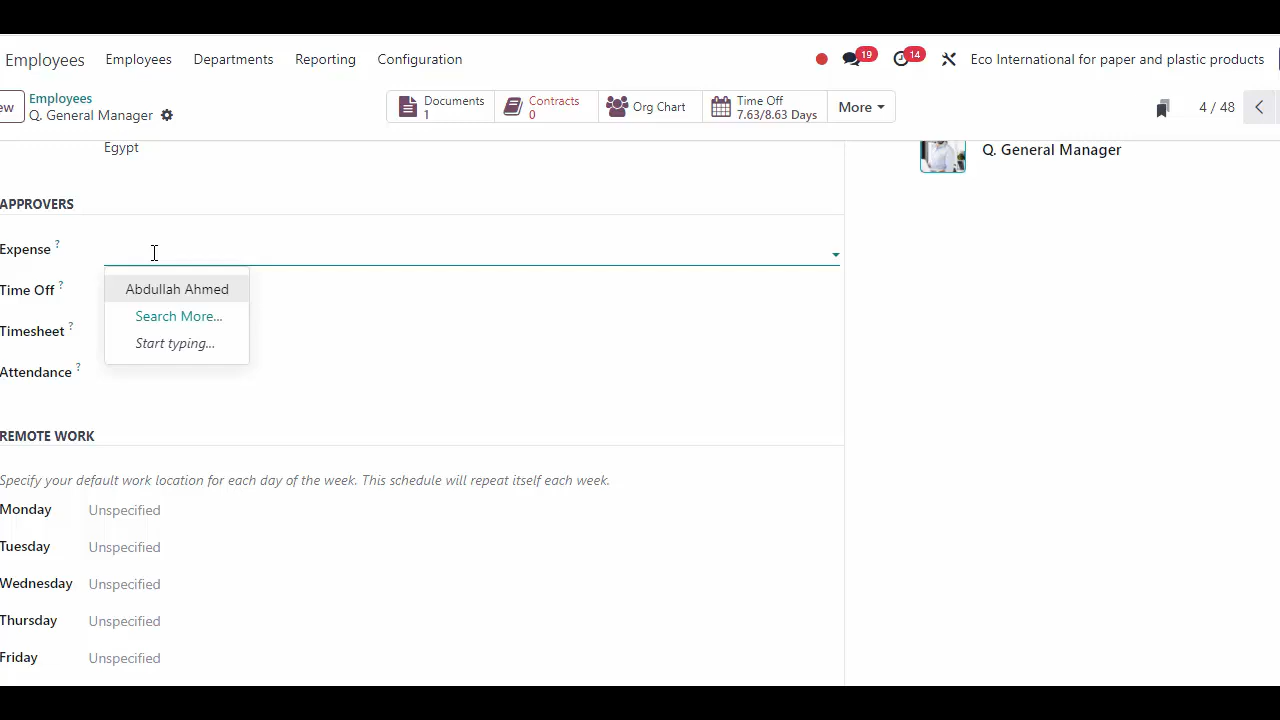 Employees Employees Departments Reporting Configuration 19 14 Eco International for paper and plastic products
ew Employees Documents Contracts Org Chart Time Off More 4 / 48
Q. General Manager 1 0 7.63/8.63 Days
Egypt Q. General Manager
APPROVERS
Expense ?
Abdullah Ahmed
Time Off ?
Search More...
Timesheet ?
Start typing...
Attendance ?
REMOTE WORK
Specify your default work location for each day of the week. This schedule will repeat itself each week.
Monday Unspecified
Tuesday Unspecified
Wednesday Unspecified
Thursday Unspecified
Friday Unspecified